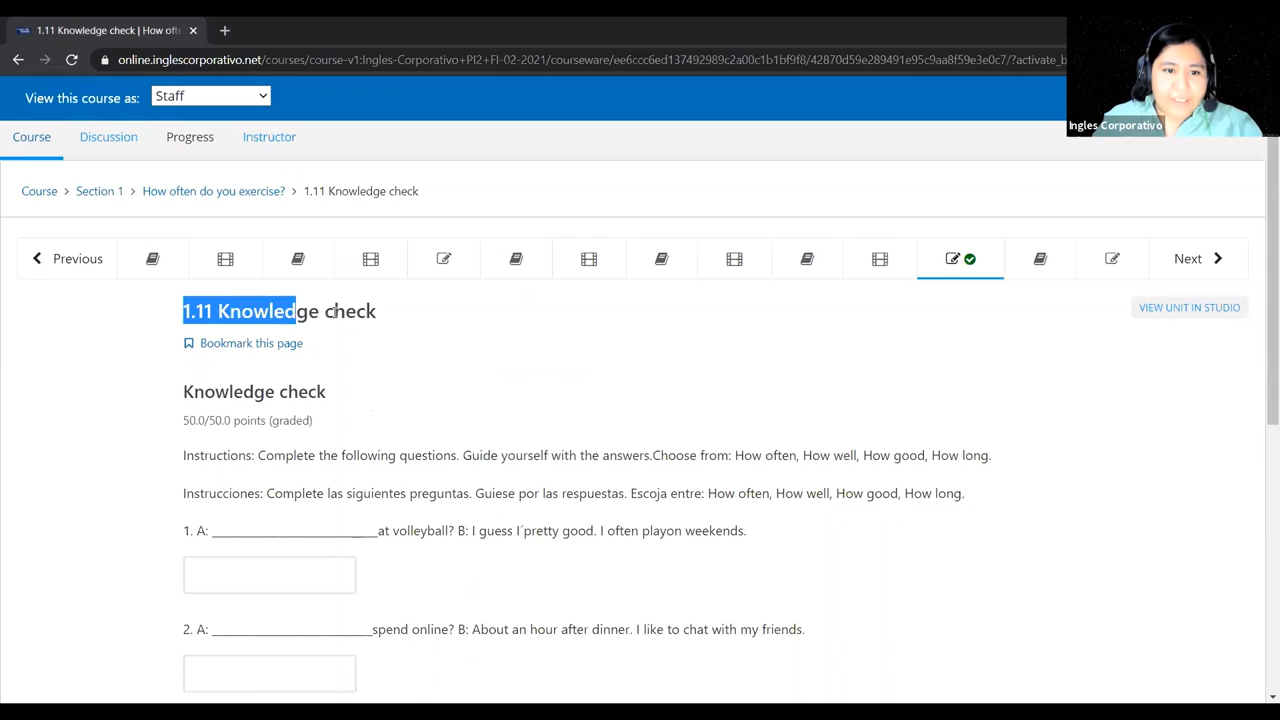 1.11 Knowledge check | How ofte
online.inglescorporativo.net/courses/course-v1:Ingles-Corporativo+PI2+FI-02-2021/courseware/ee6ccc6ed137492989c2a00c1b1bf9f8/42870d59e289491e95c9aa8f59e3e0c7/?activate_b
View this course as: Staff
Ingles Corporativo
Course Discussion Progress Instructor
Course > Section 1 > How often do you exercise? > 1.11 Knowledge check
Previous Next
1.11 Knowledge check
VIEW UNIT IN STUDIO
Bookmark this page
Knowledge check
50.0/50.0 points (graded)
Instructions: Complete the following questions. Guide yourself with the answers.Choose from: How often, How well, How good, How long.
Instrucciones: Complete las siguientes preguntas. Guiese por las respuestas. Escoja entre: How often, How well, How good, How long.
1. A: _________________________at volleyball? B: I guess I´pretty good. I often playon weekends.
2. A: ________________________spend online? B: About an hour after dinner. I like to chat with my friends.